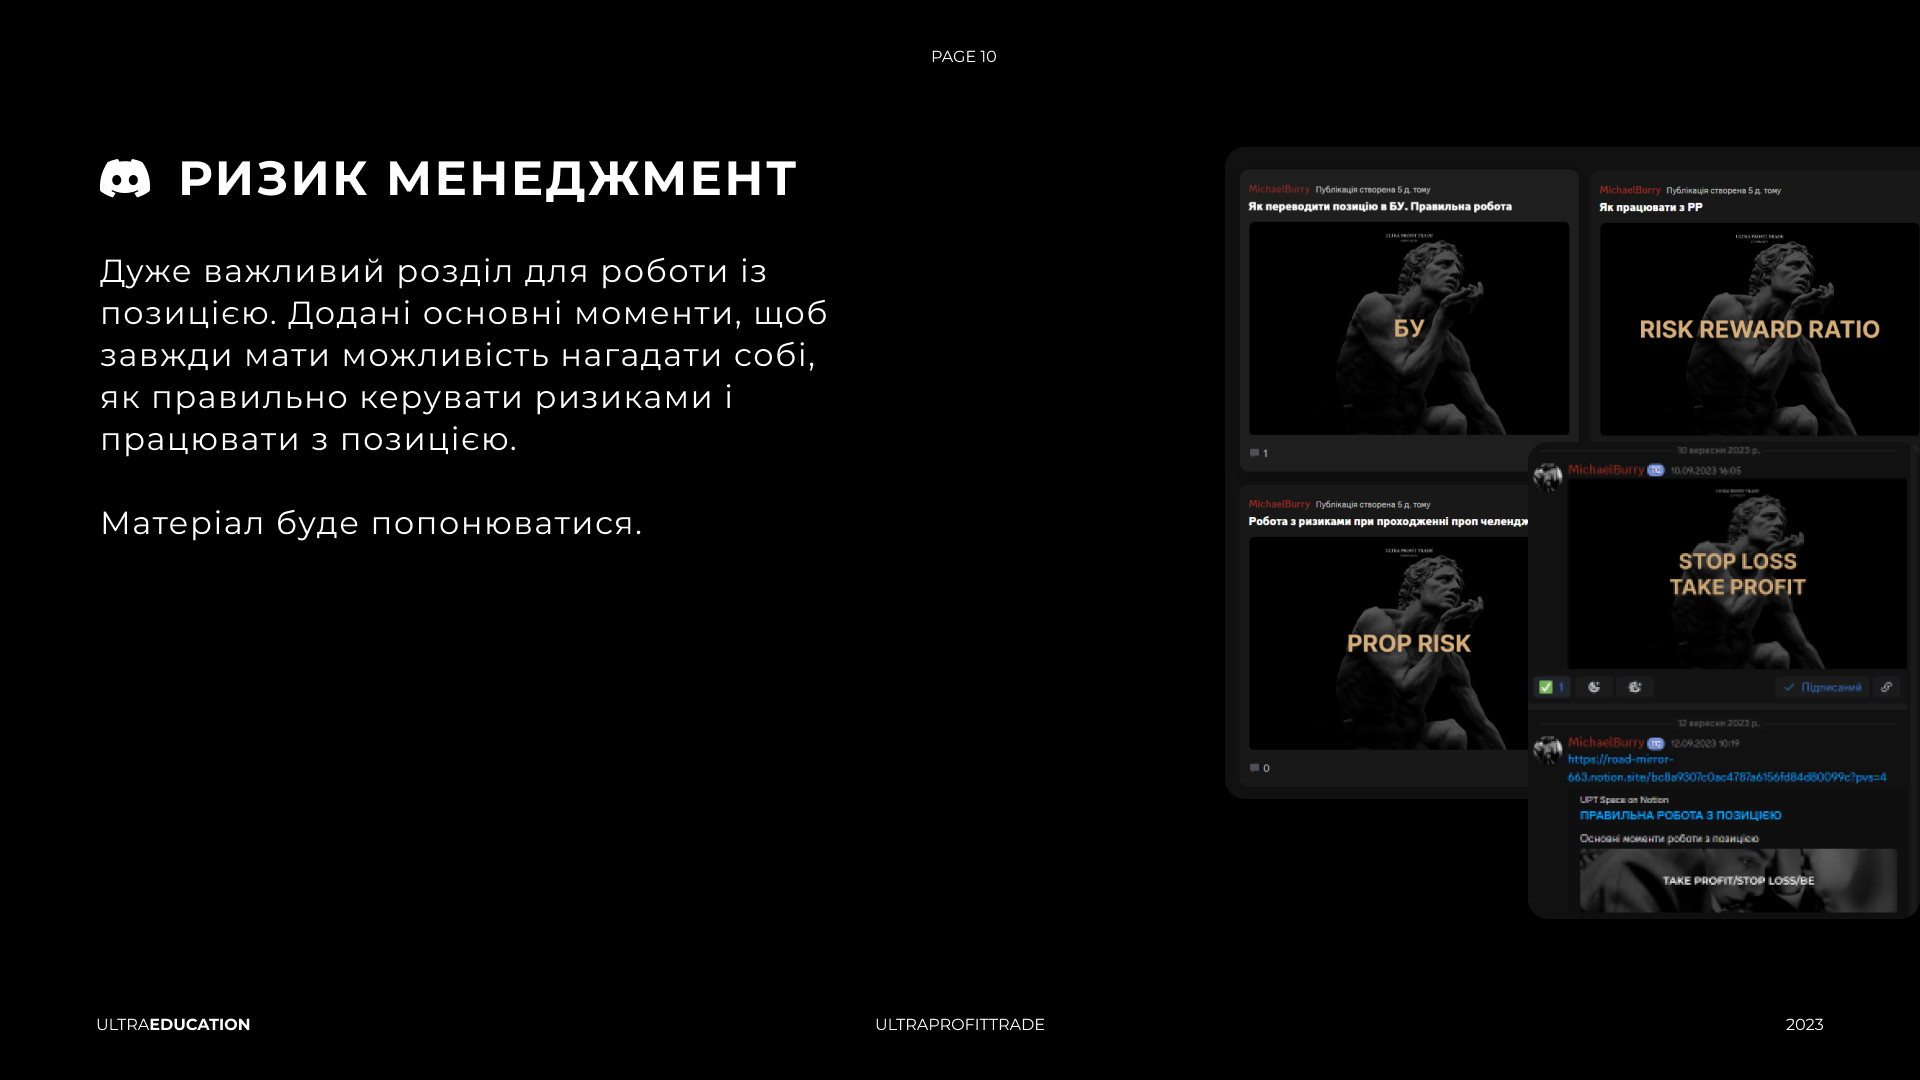 PAGE 10
РИЗИК МЕНЕДЖМЕНТ
Дуже важливий розділ для роботи із
позицією. Додані основні моменти, щоб
завжди мати можливість нагадати собі,
як правильно керувати ризиками і
працювати з позицією.
Матеріал буде попонюватися.
MichaelBurry Публікація створена 5 д. тому
Як переводити позицію в БУ. Правильна робота
ULTRA PROFIT TRADE
БУ
1
MichaelBurry Публікація створена 5 д. тому
Як працювати з РР
ULTRA PROFIT TRADE
RISK REWARD RATIO
MichaelBurry Публікація створена 5 д. тому
Робота з ризиками при проходженні проп челендж
ULTRA PROFIT TRADE
PROP RISK
0
10 вересня 2023 р.
MichaelBurry TC 10.09.2023 16:05
ULTRA PROFIT TRADE
STOP LOSS
TAKE PROFIT
1
Підписаний
12 вересня 2023 р.
MichaelBurry TC 12.09.2023 10:19
https://road-mirror-
663.notion.site/bc8a9307c0ac4787a6156fd84d80099c?pvs=4
UPT Space on Notion
ПРАВИЛЬНА РОБОТА З ПОЗИЦІЄЮ
Основні моменти роботи з позицією
TAKE PROFIT/STOP LOSS/BE
ULTRAEDUCATION
ULTRAPROFITTRADE
2023